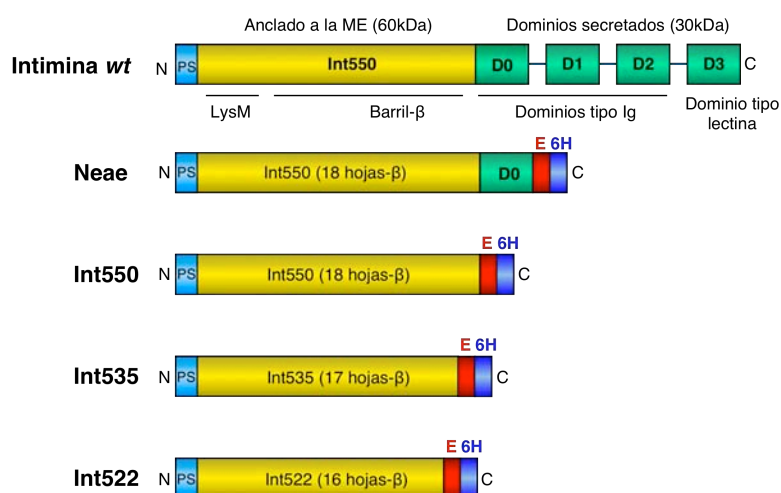 Anclado a la ME (60kDa) Dominios secretados (30kDa)
Intimina wt N PS Int550 D0 D1 D2 D3 C
LysM Barril-β Dominios tipo Ig Dominio tipo
lectina
E 6H
Neae N PS Int550 (18 hojas-β) D0 C
E 6H
Int550 N PS Int550 (18 hojas-β) C
E 6H
Int535 N PS Int535 (17 hojas-β) C
E 6H
Int522 N PS Int522 (16 hojas-β) C